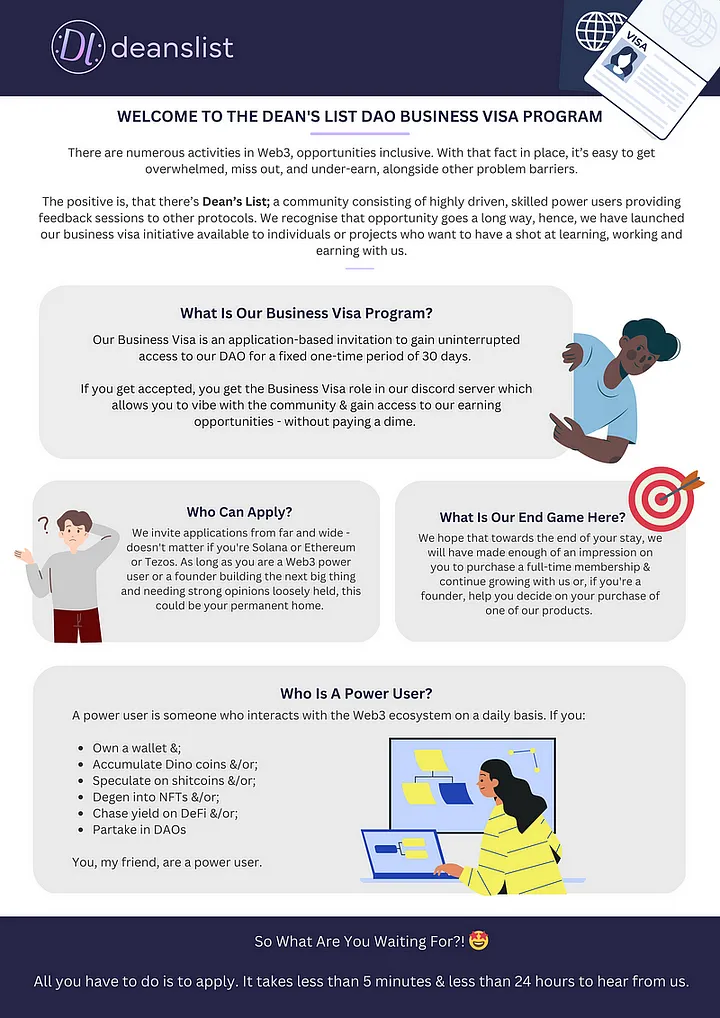 DL deanslist
VISA
WELCOME TO THE DEAN'S LIST DAO BUSINESS VISA PROGRAM
There are numerous activities in Web3, opportunities inclusive. With that fact in place, it's easy to get
overwhelmed, miss out, and under-earn, alongside other problem barriers.
The positive is, that there's Dean's List; a community consisting of highly driven, skilled power users providing
feedback sessions to other protocols. We recognise that opportunity goes a long way, hence, we have launched
our business visa initiative available to individuals or projects who want to have a shot at learning, working and
earning with us.
What Is Our Business Visa Program?
Our Business Visa is an application-based invitation to gain uninterrupted
access to our DAO for a fixed one-time period of 30 days.
If you get accepted, you get the Business Visa role in our discord server which
allows you to vibe with the community & gain access to our earning
opportunities - without paying a dime.
Who Can Apply?
We invite applications from far and wide -
doesn't matter if you're Solana or Ethereum
or Tezos. As long as you are a Web3 power
user or a founder building the next big thing
and needing strong opinions loosely held, this
could be your permanent home.
?
What Is Our End Game Here?
We hope that towards the end of your stay, we
will have made enough of an impression on
you to purchase a full-time membership &
continue growing with us or, if you're a
founder, help you decide on your purchase of
one of our products.
Who Is A Power User?
A power user is someone who interacts with the Web3 ecosystem on a daily basis. If you:
• Own a wallet &;
• Accumulate Dino coins &/or;
• Speculate on shitcoins &/or;
• Degen into NFTs &/or;
• Chase yield on DeFi &/or;
• Partake in DAOs
You, my friend, are a power user.
So What Are You Waiting For?! 🤩
All you have to do is to apply. It takes less than 5 minutes & less than 24 hours to hear from us.